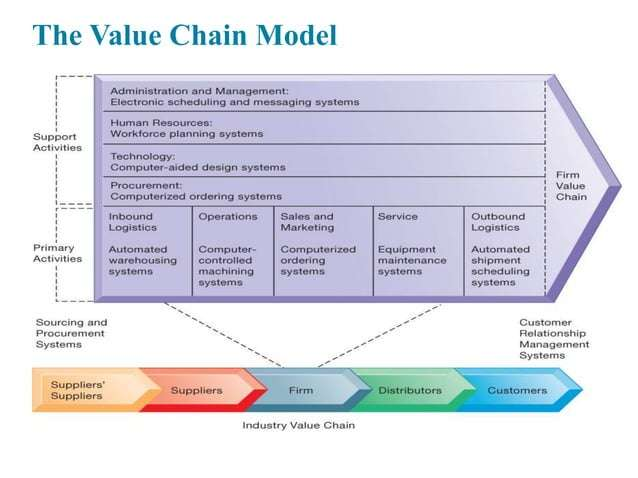 The Value Chain Model
Support
Activities
Administration and Management:
Electronic scheduling and messaging systems
Human Resources:
Workforce planning systems
Technology:
Computer-aided design systems
Procurement:
Computerized ordering systems
Firm
Value
Chain
Primary
Activities
Inbound
Logistics
Automated
warehousing
systems
Operations
Computer-
controlled
machining
systems
Sales and
Marketing
Computerized
ordering
systems
Service
Equipment
maintenance
systems
Outbound
Logistics
Automated
shipment
scheduling
systems
Sourcing and
Procurement
Systems
Customer
Relationship
Management
Systems
Suppliers'
Suppliers
Suppliers
Firm
Distributors
Customers
Industry Value Chain